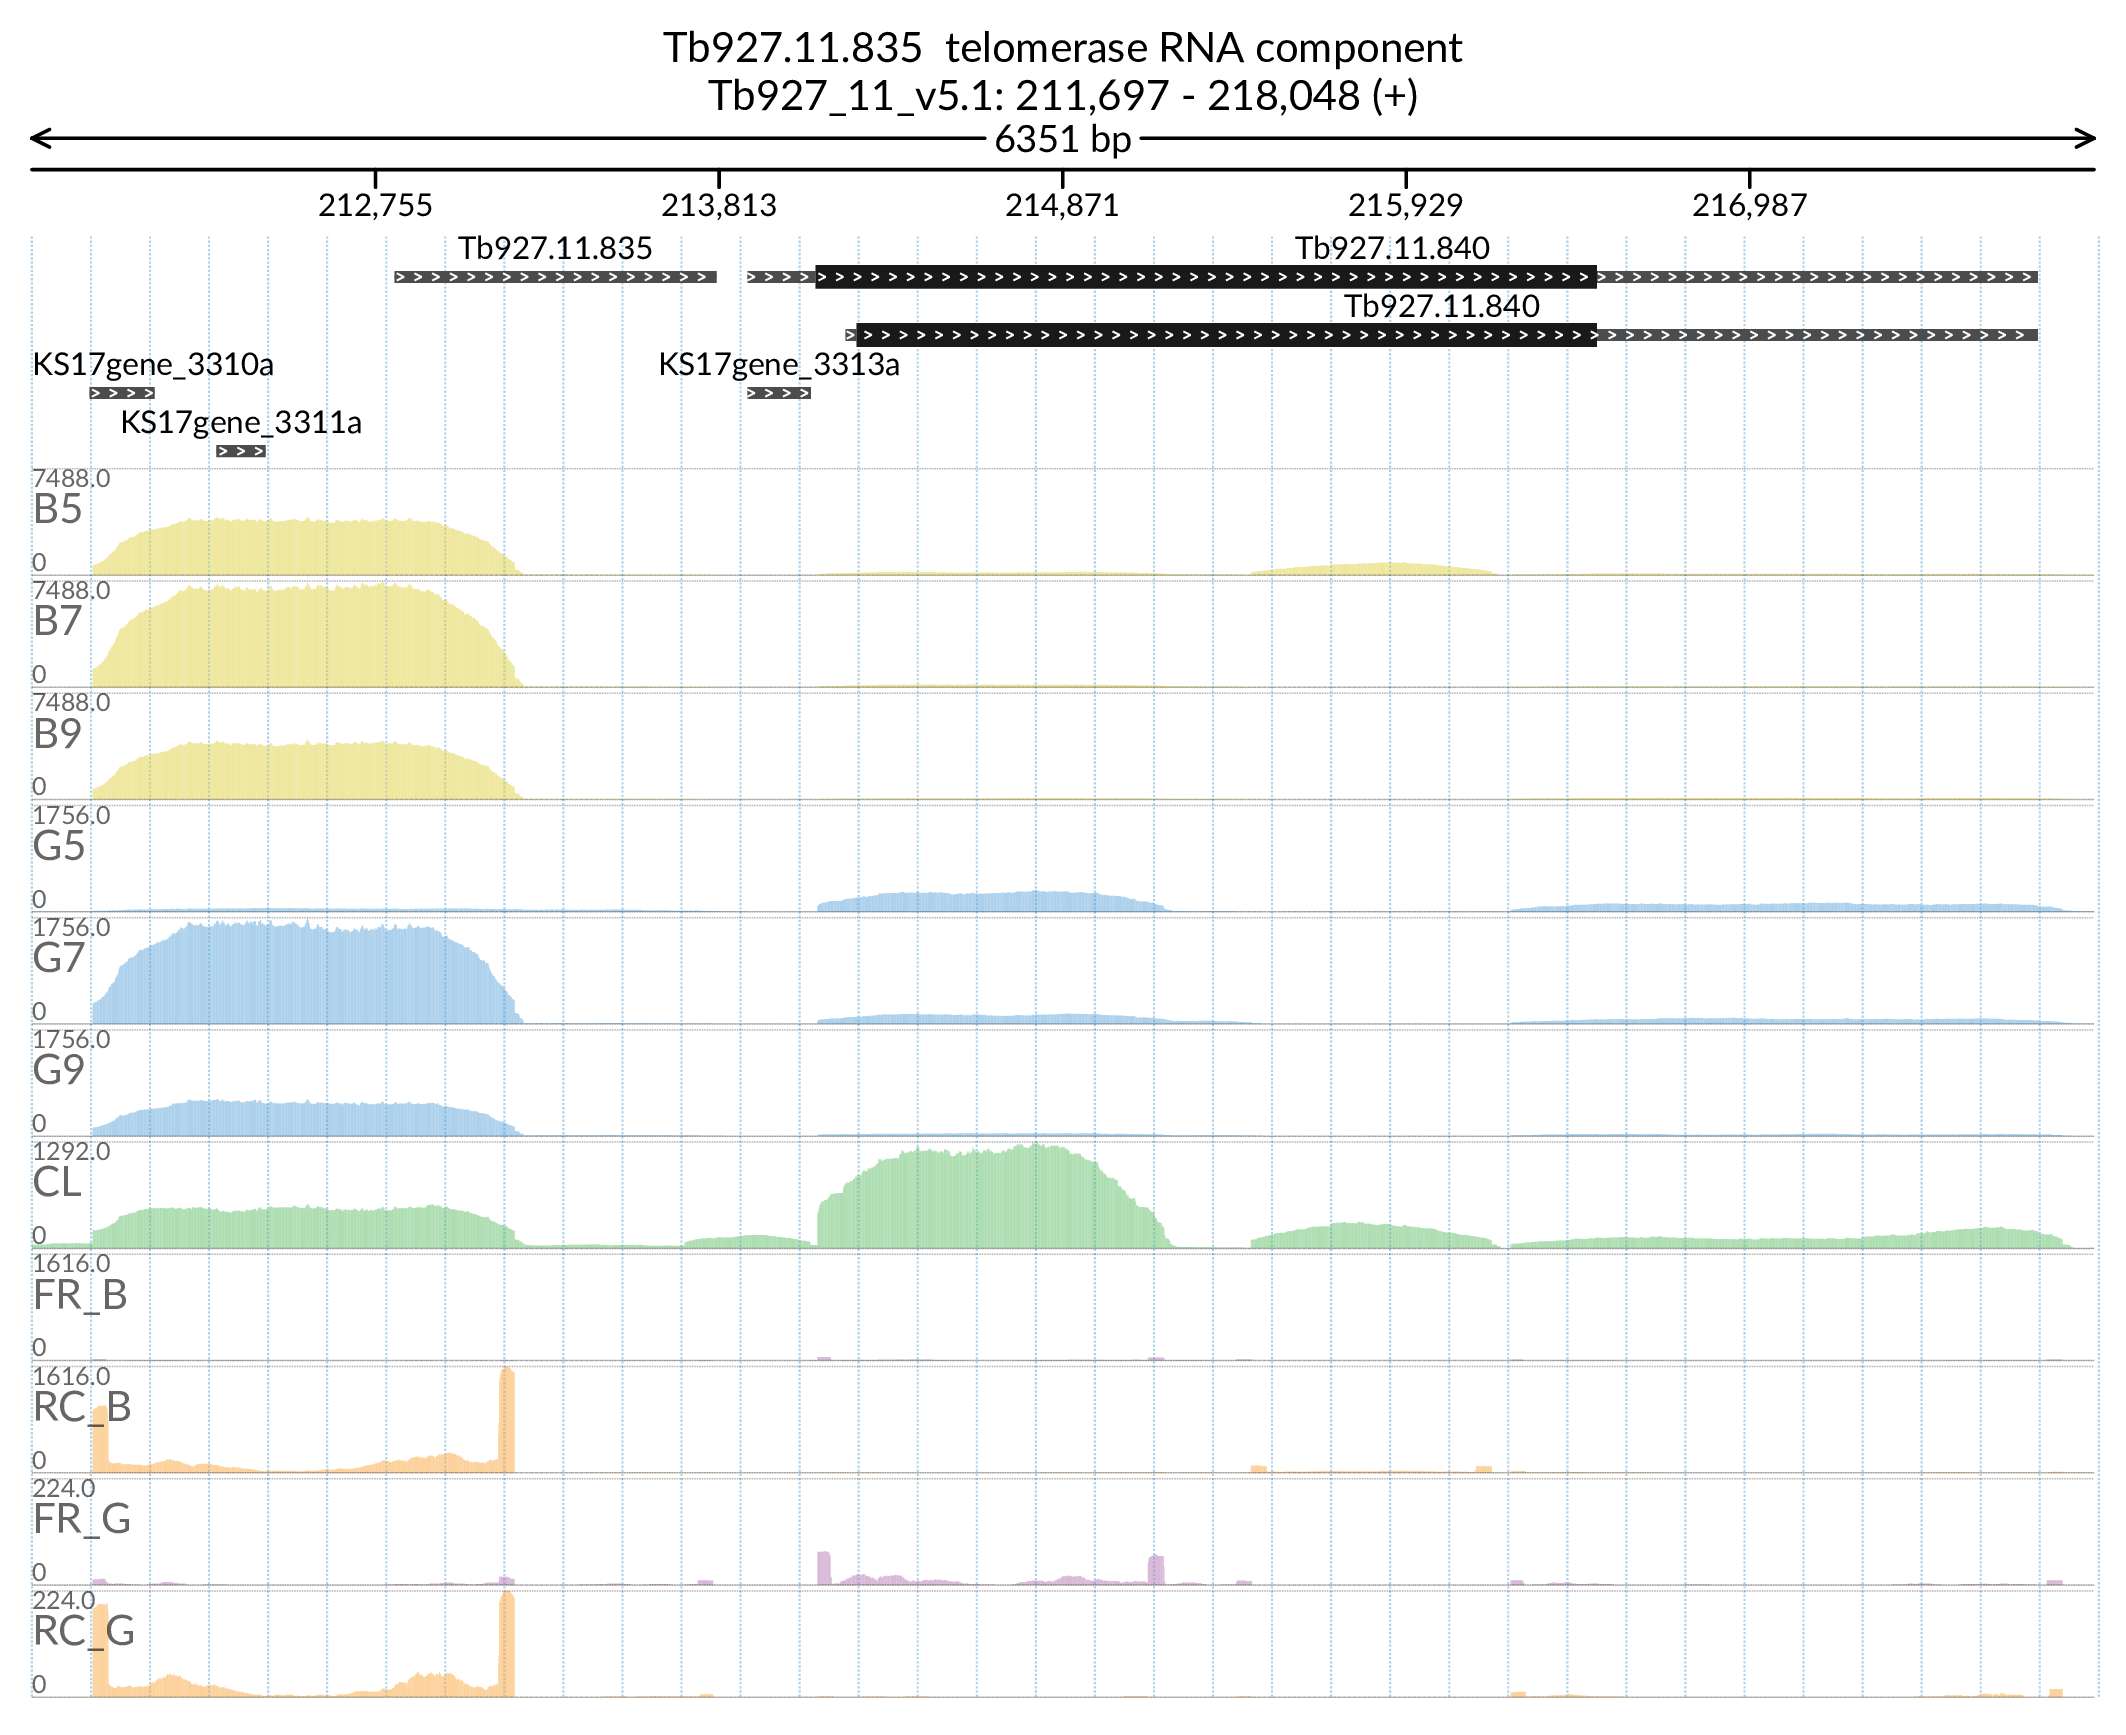 Tb927.11.835  telomerase RNA component
Tb927_11_v5.1: 211,697 - 218,048 (+)
6351 bp
212,755 213,813 214,871 215,929 216,987
Tb927.11.835 Tb927.11.840
Tb927.11.840
KS17gene_3310a KS17gene_3313a
KS17gene_3311a
7488.0
B5
0
7488.0
B7
0
7488.0
B9
0
1756.0
G5
0
1756.0
G7
0
1756.0
G9
0
1292.0
CL
0
1616.0
FR_B
0
1616.0
RC_B
0
224.0
FR_G
0
224.0
RC_G
0